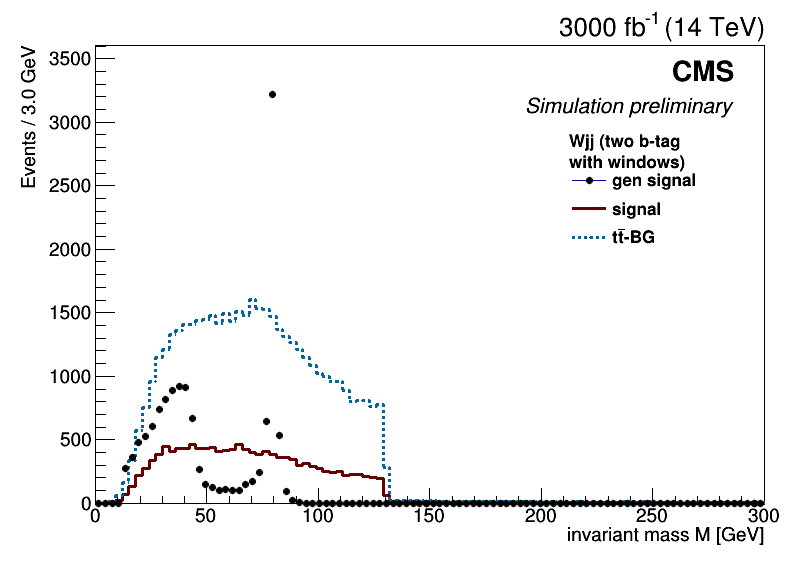 3000 fb⁻¹ (14 TeV)
CMS
Simulation preliminary
Wjj (two b-tag
with windows)
gen signal
signal
tt̄-BG
Events / 3.0 GeV
3500
3000
2500
2000
1500
1000
500
0
0 50 100 150 200 250 300
invariant mass M [GeV]